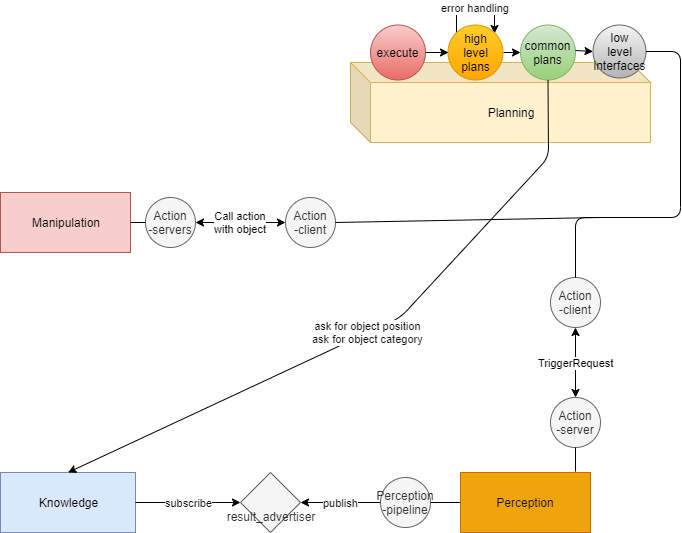 error handling
execute
high
level
plans
common
plans
low
level
interfaces
Planning
Manipulation
Action
-servers
Call action
with object
Action
-client
Action
-client
ask for object position
ask for object category
TriggerRequest
Action
-server
Knowledge
subscribe
result_advertiser
publish
Perception
-pipeline
Perception